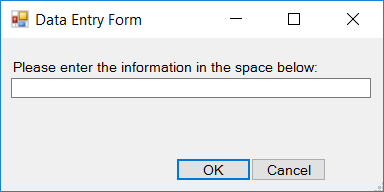 Data Entry Form
Please enter the information in the space below:
OK Cancel